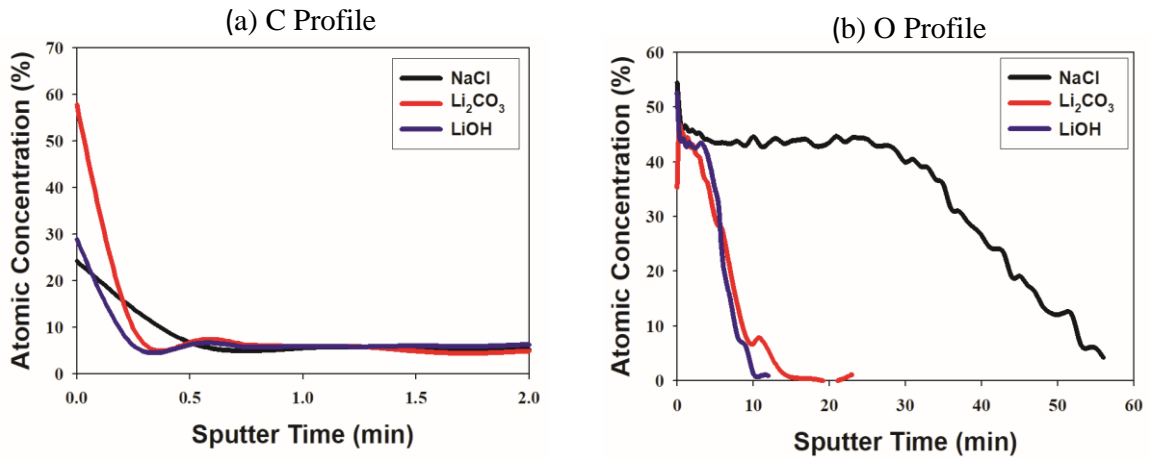 (a) C Profile
70
60
50
40
30
20
10
0
Atomic Concentration (%)
NaCl
Li₂CO₃
LiOH
0.0 0.5 1.0 1.5 2.0
Sputter Time (min)
(b) O Profile
60
50
40
30
20
10
0
Atomic Concentration (%)
NaCl
Li₂CO₃
LiOH
0 10 20 30 40 50 60
Sputter Time (min)